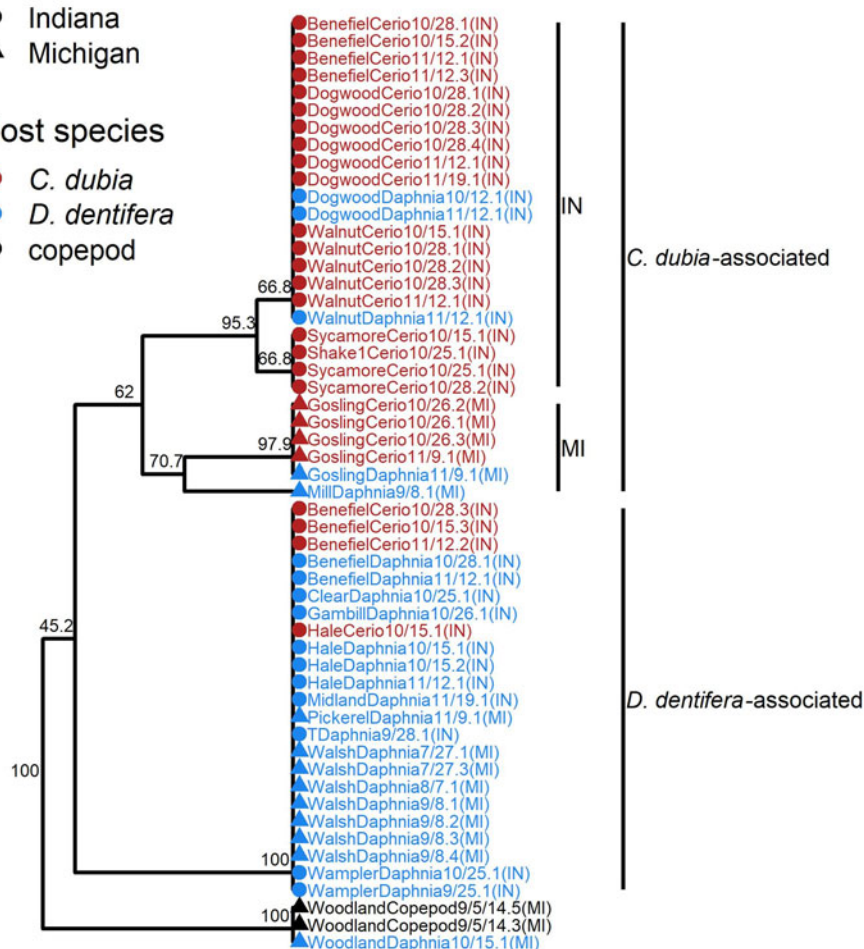 Indiana
Michigan
ost species
C. dubia
D. dentifera
copepod
BenefielCerio10/28.1(IN)
BenefielCerio10/15.2(IN)
BenefielCerio11/12.1(IN)
BenefielCerio11/12.3(IN)
DogwoodCerio10/28.1(IN)
DogwoodCerio10/28.2(IN)
DogwoodCerio10/28.3(IN)
DogwoodCerio10/28.4(IN)
DogwoodCerio11/12.1(IN)
DogwoodCerio11/19.1(IN)
DogwoodDaphnia10/12.1(IN)
DogwoodDaphnia11/12.1(IN)
WalnutCerio10/15.1(IN)
WalnutCerio10/28.1(IN)
WalnutCerio10/28.2(IN)
WalnutCerio10/28.3(IN)
WalnutCerio11/12.1(IN)
WalnutDaphnia11/12.1(IN)
SycamoreCerio10/15.1(IN)
Shake1Cerio10/25.1(IN)
SycamoreCerio10/25.1(IN)
SycamoreCerio10/28.2(IN)
GoslingCerio10/26.2(MI)
GoslingCerio10/26.1(MI)
GoslingCerio10/26.3(MI)
GoslingCerio11/9.1(MI)
GoslingDaphnia11/9.1(MI)
MillDaphnia9/8.1(MI)
BenefielCerio10/28.3(IN)
BenefielCerio10/15.3(IN)
BenefielCerio11/12.2(IN)
BenefielDaphnia10/28.1(IN)
BenefielDaphnia11/12.1(IN)
ClearDaphnia10/25.1(IN)
GambillDaphnia10/26.1(IN)
HaleCerio10/15.1(IN)
HaleDaphnia10/15.1(IN)
HaleDaphnia10/15.2(IN)
HaleDaphnia11/12.1(IN)
MidlandDaphnia11/19.1(IN)
PickerelDaphnia11/9.1(MI)
TDaphnia9/28.1(IN)
WalshDaphnia7/27.1(MI)
WalshDaphnia7/27.3(MI)
WalshDaphnia8/7.1(MI)
WalshDaphnia9/8.1(MI)
WalshDaphnia9/8.2(MI)
WalshDaphnia9/8.3(MI)
WalshDaphnia9/8.4(MI)
WamplerDaphnia10/25.1(IN)
WamplerDaphnia9/25.1(IN)
WoodlandCopepod9/5/14.5(MI)
WoodlandCopepod9/5/14.3(MI)
WoodlandDaphnia10/15.1(MI)
66.8
95.3
66.8
62
97.9
70.7
45.2
100
100
100
IN
MI
C. dubia-associated
D. dentifera-associated